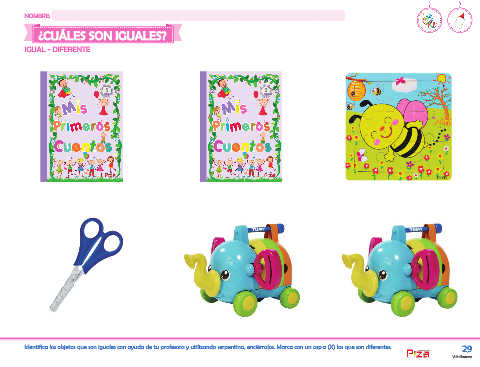 NOMBRE:
¿CUÁLES SON IGUALES?
IGUAL - DIFERENTE
Mis
Primeros
Cuentos
Mis
Primeros
Cuentos
Identifica los objetos que son iguales con ayuda de tu profesora y utilizando serpentina, enciérralos. Marca con un aspa (X) los que son diferentes.
29